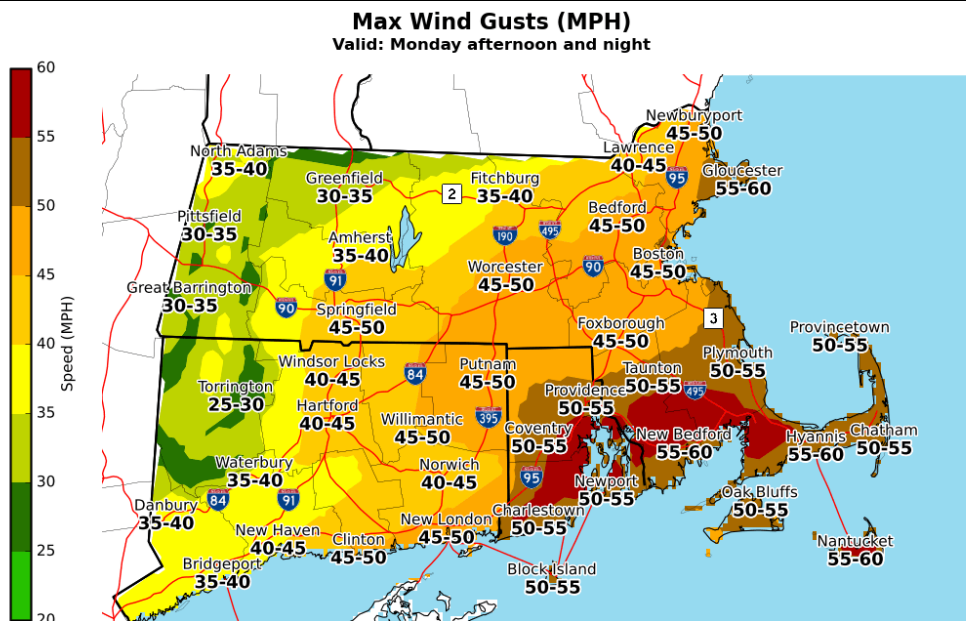 Max Wind Gusts (MPH)
Valid: Monday afternoon and night
60
55
50
45
40
35
30
25
20
Speed (MPH)
Newburyport
45-50
North Adams
35-40
Lawrence
40-45
Gloucester
55-60
Greenfield
30-35
2
Fitchburg
35-40
95
Pittsfield
30-35
Bedford
45-50
Amherst
35-40
190
495
Boston
45-50
Worcester
45-50
90
91
Great Barrington
30-35
90
Springfield
45-50
3
Foxborough
45-50
Provincetown
50-55
Plymouth
50-55
Windsor Locks
40-45
84
Putnam
45-50
Taunton
50-55
495
Torrington
25-30
Providence
50-55
Hartford
40-45
Willimantic
45-50
395
Coventry
50-55
New Bedford
55-60
Hyannis
55-60
Chatham
50-55
Waterbury
35-40
Norwich
40-45
95
Newport
50-55
Oak Bluffs
50-55
84
91
Danbury
35-40
Charlestown
50-55
New London
45-50
New Haven
40-45
Clinton
45-50
Nantucket
55-60
Bridgeport
35-40
Block Island
50-55